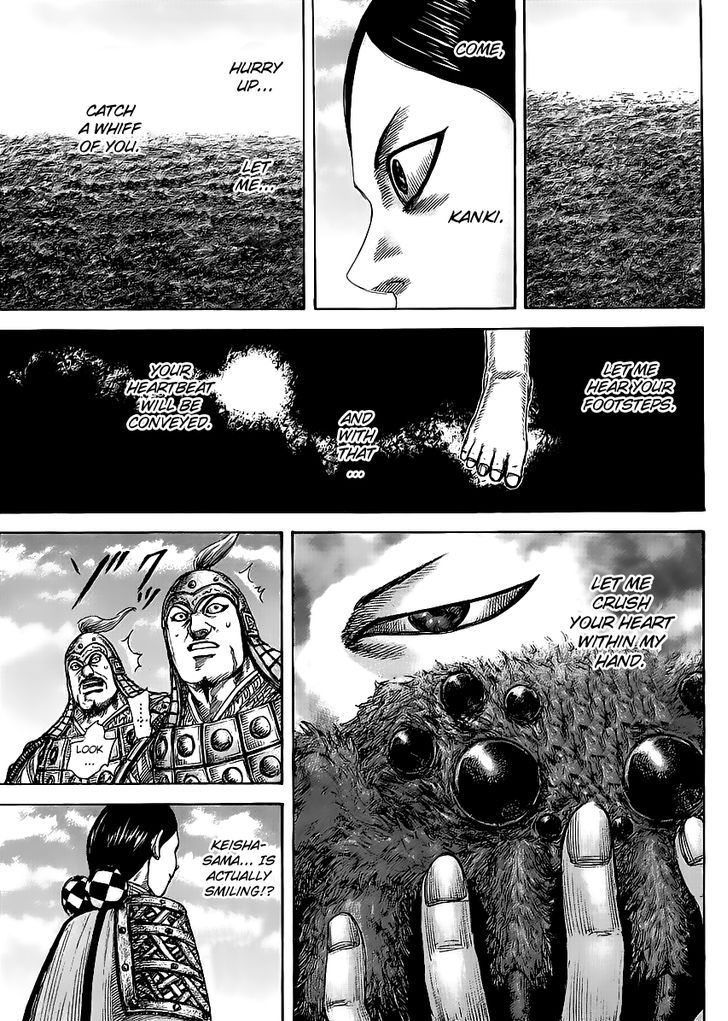 COME,
KANKI.
HURRY
UP...
LET
ME...
CATCH
A WHIFF
OF YOU.
LET ME
HEAR YOUR
FOOTSTEPS.
AND
WITH
THAT
...
YOUR
HEARTBEAT
WILL BE
CONVEYED.
LET ME
CRUSH
YOUR HEART
WITHIN MY
HAND.
LOOK
...
KEISHA-
SAMA... IS
ACTUALLY
SMILING!?